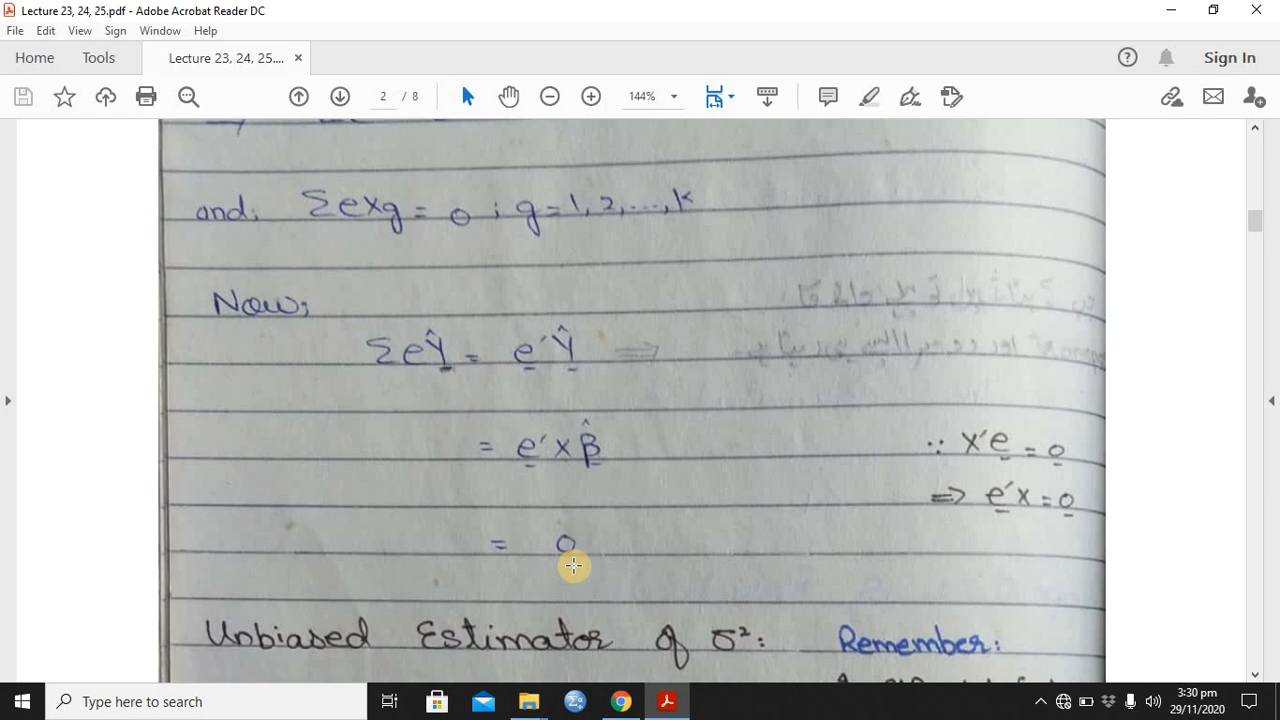 Lecture 23, 24, 25.pdf - Adobe Acrobat Reader DC
File Edit View Sign Window Help
Home Tools Lecture 23, 24, 25.... × Sign In
2 / 8 144%
and; Σexg = 0 ; g = 1, 2, ..., k
Now;
ΣeŶ = e′Ŷ
= e′Xβ̂ ∵ X′e = 0
⇒ e′X = 0
= 0
Unbiased Estimator of σ²: Remember:
Type here to search
3:30 pm
29/11/2020